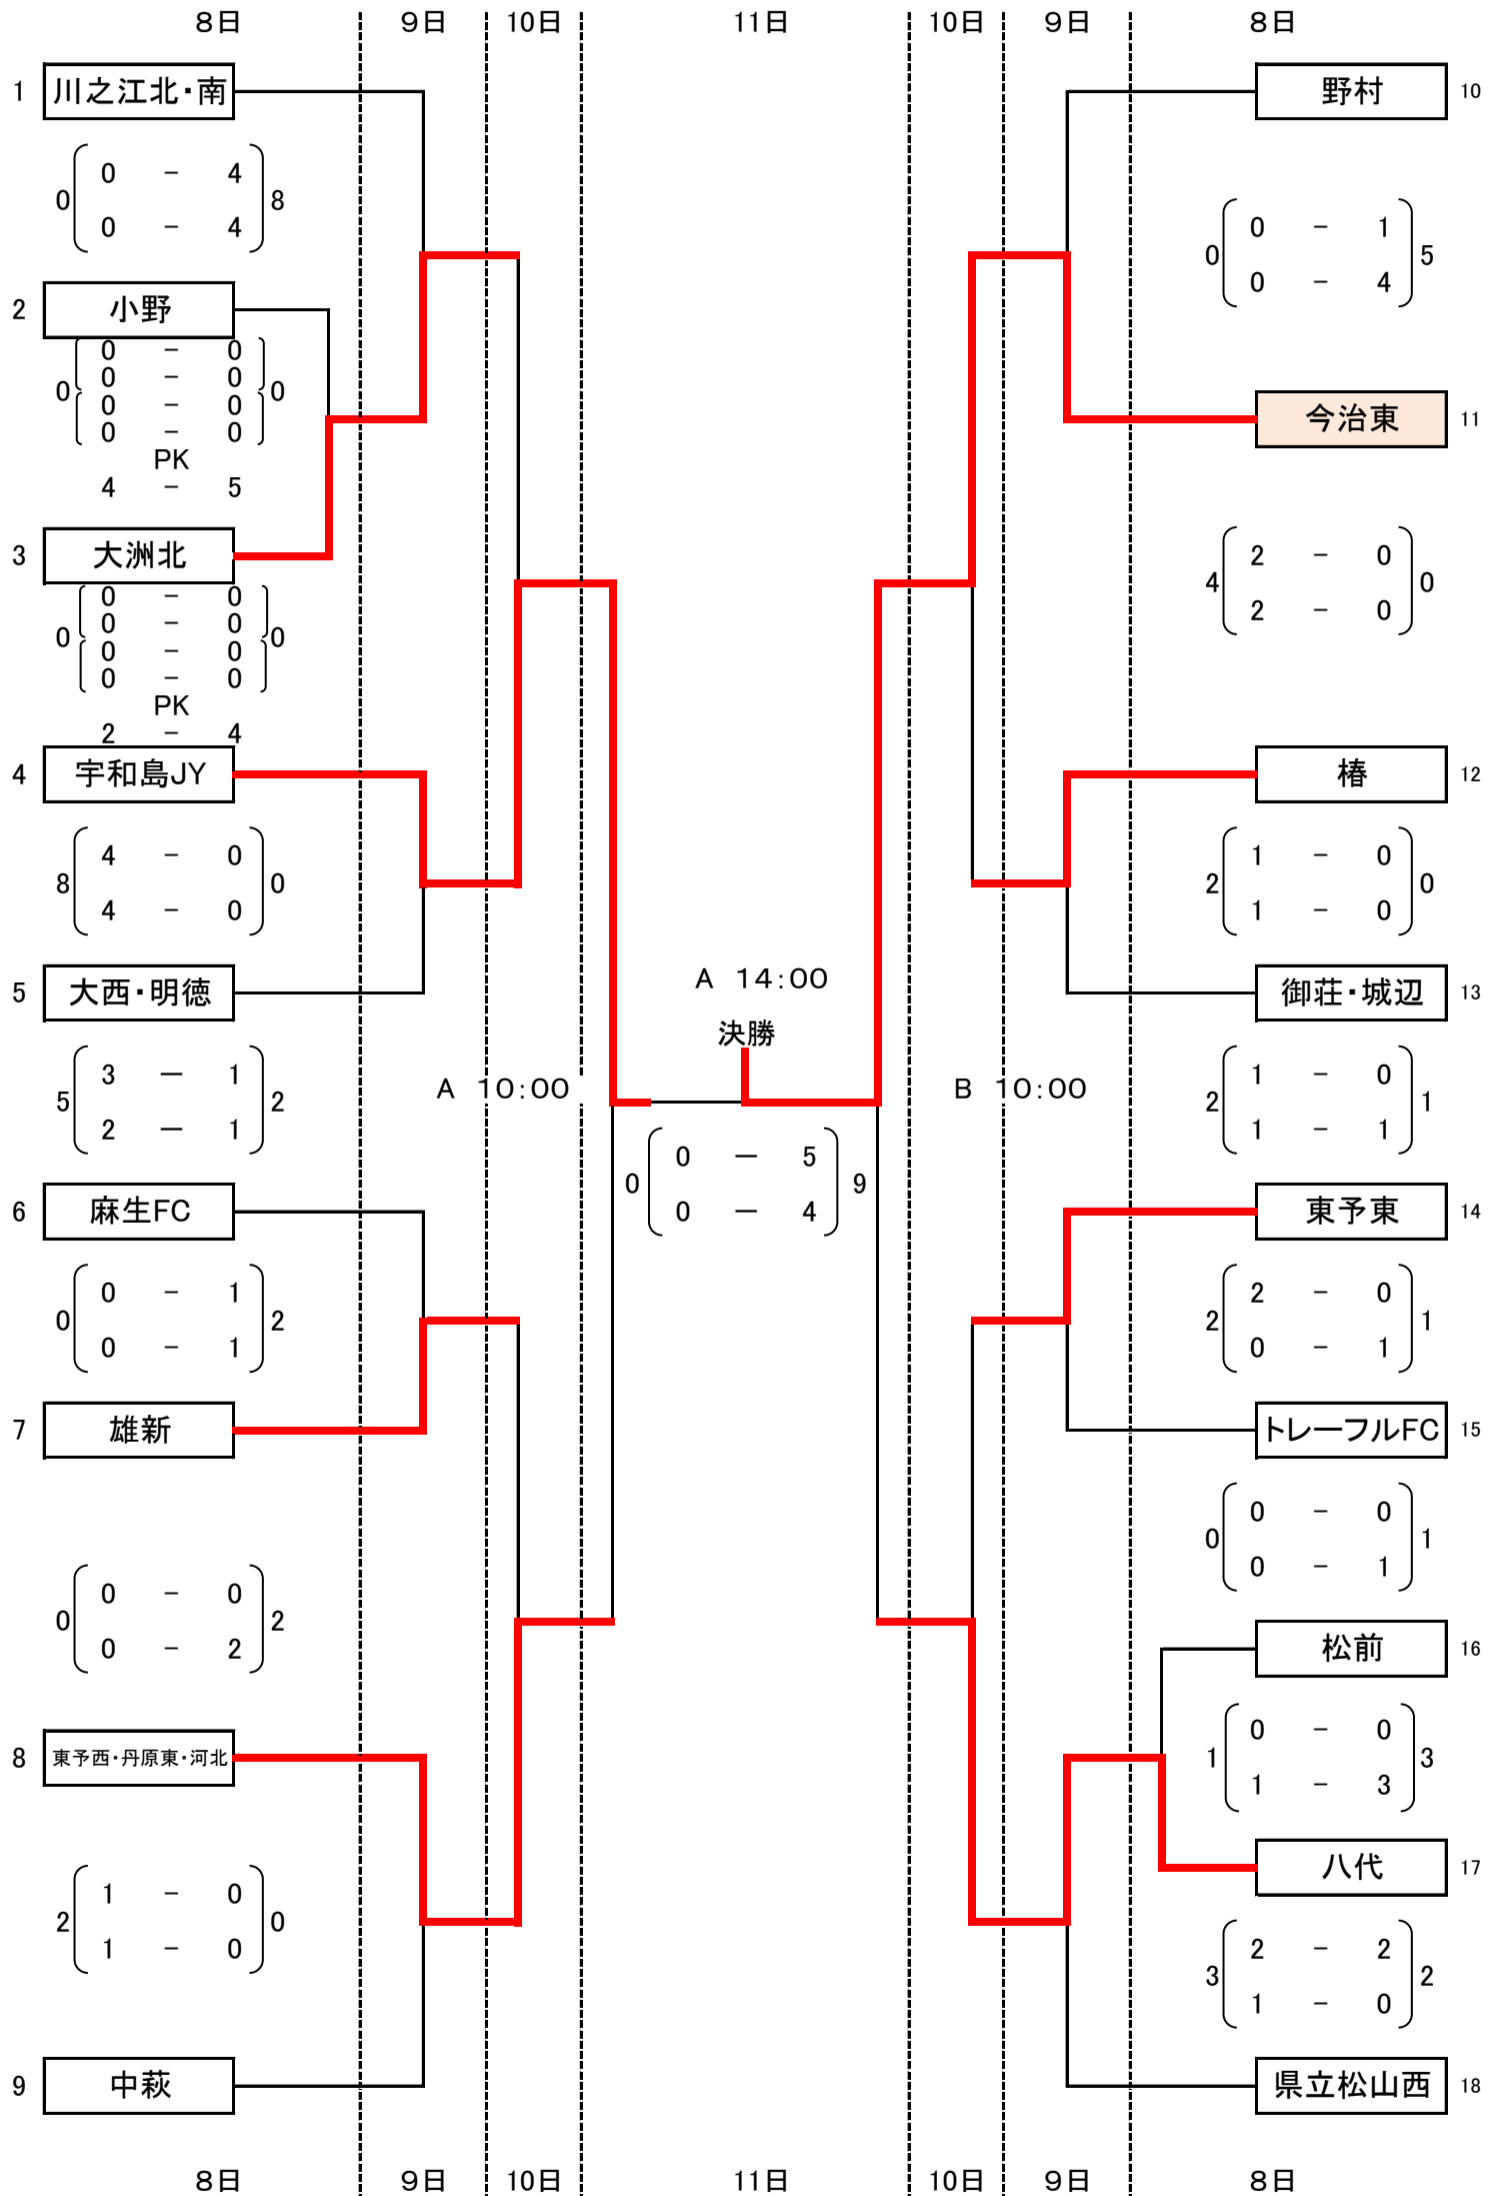 8日 9日 10日 11日 10日 9日 8日
1 川之江北・南
0 0 － 4 8
0 － 4
2 小野
0 － 0
0 0 － 0 0
0 － 0
0 － 0
PK
4 － 5
3 大洲北
0 － 0
0 0 － 0 0
0 － 0
0 － 0
PK
2 － 4
4 宇和島JY
8 4 － 0 0
4 － 0
5 大西・明徳
5 3 － 1 2
2 － 1
6 麻生FC
0 0 － 1 2
0 － 1
7 雄新
0 0 － 0 2
0 － 2
8 東予西・丹原東・河北
2 1 － 0 0
1 － 0
9 中萩
A 10:00
A 14:00
決勝
0 0 － 5 9
0 － 4
B 10:00
野村 10
0 0 － 1 5
0 － 4
今治東 11
4 2 － 0 0
2 － 0
椿 12
2 1 － 0 0
1 － 0
御荘・城辺 13
2 1 － 0 1
1 － 1
東予東 14
2 2 － 0 1
0 － 1
トレーフルFC 15
0 0 － 0 1
0 － 1
松前 16
1 0 － 0 3
1 － 3
八代 17
3 2 － 2 2
1 － 0
県立松山西 18
8日 9日 10日 11日 10日 9日 8日